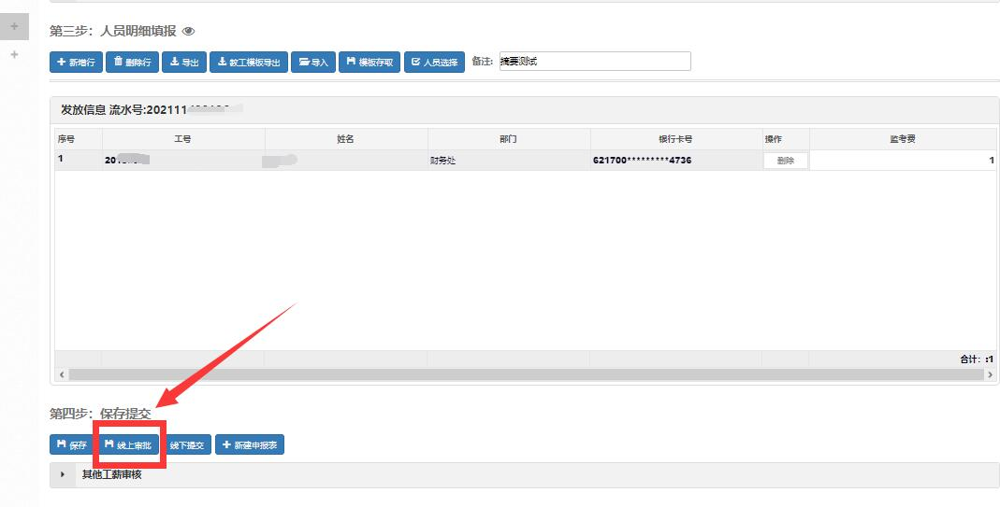 第三步：人员明细填报
新增行 删除行 导出 教工模板导出 导入 模板存取 人员选择 备注: 摘要测试
发放信息 流水号:202111
序号 工号 姓名 部门 银行卡号 操作 监考费
1 201 财务处 621700*********4736 删除 1
合计：:1
第四步：保存提交
保存 线上审批 线下提交 新建申报表
其他工薪审核